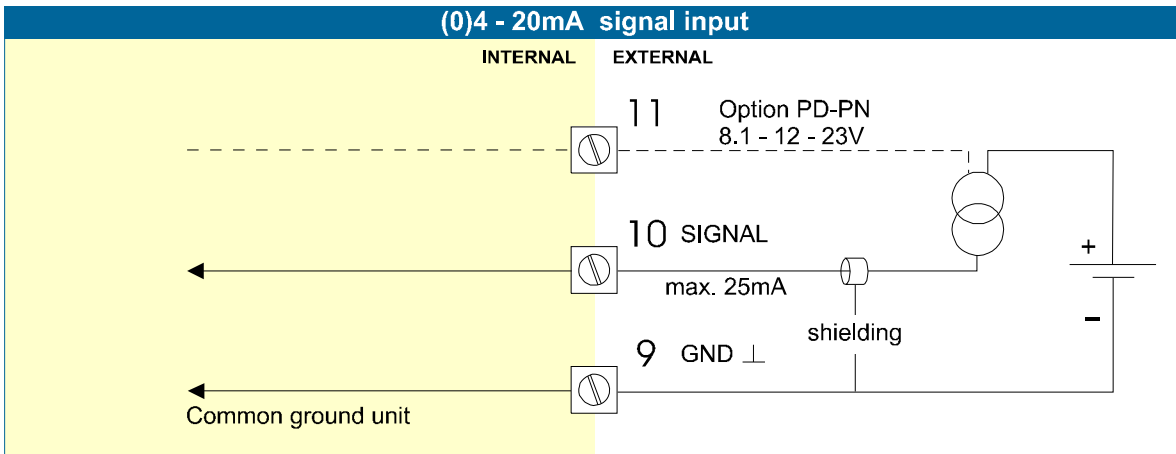 (0)4 - 20mA signal input
INTERNAL EXTERNAL
11 Option PD-PN
8.1 - 12 - 23V
10 SIGNAL
+
max. 25mA
-
shielding
9 GND ⊥
Common ground unit